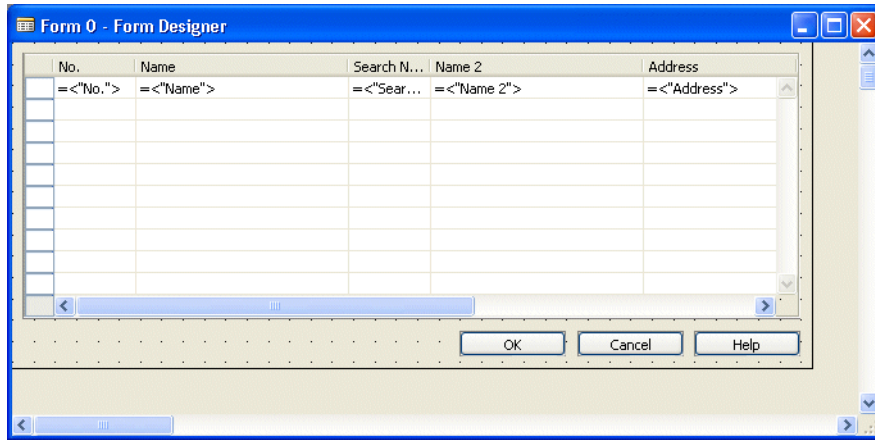 Form 0 - Form Designer
No. Name Search N... Name 2 Address
=<"No."> =<"Name"> =<"Sear... =<"Name 2"> =<"Address">
OK Cancel Help